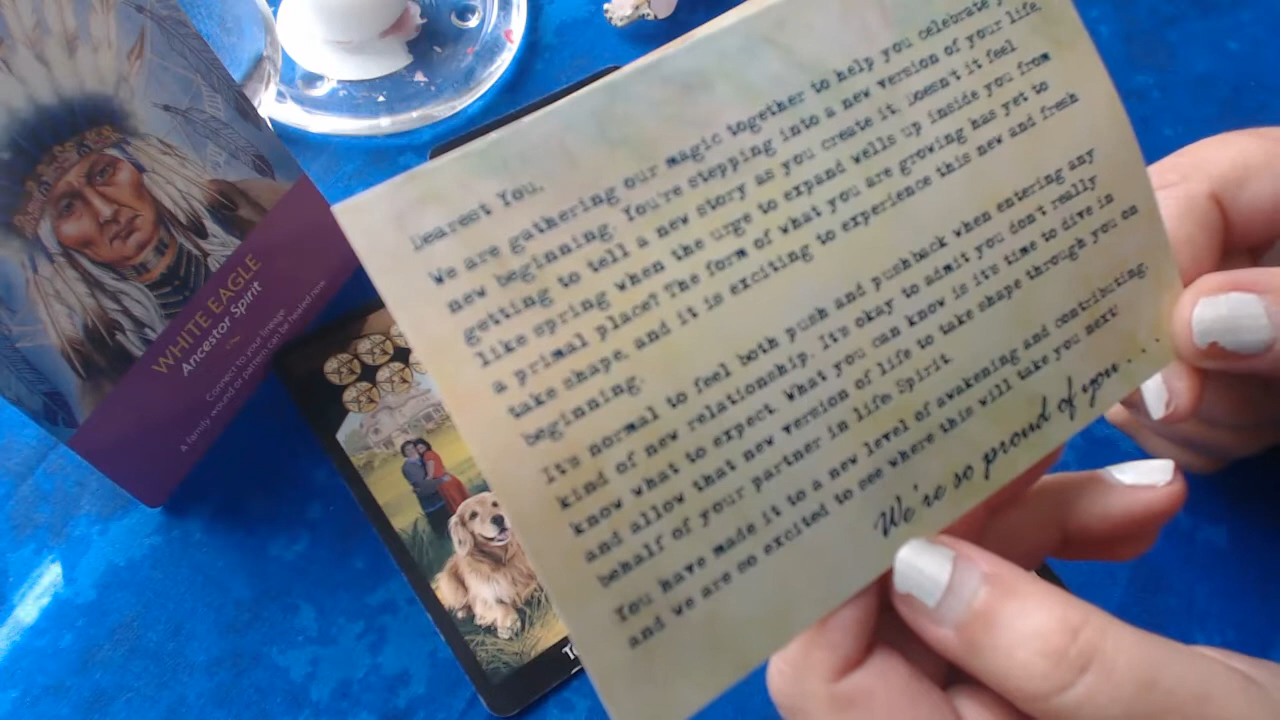 WHITE EAGLE
Ancestor Spirit
Connect to your lineage
A family wound or pattern can be healed now.
Dearest You,
We are gathering our magic together to help you celebrate
new beginning. You're stepping into a new version of your life,
getting to tell a new story as you create it. Doesn't it feel
like spring when the urge to expand wells up inside you from
a primal place? The form of what you are growing has yet to
take shape, and it is exciting to experience this new and fresh
beginning.
It's normal to feel both push and pushback when entering any
kind of new relationship. It's okay to admit you don't really
know what to expect. What you can know is it's time to dive in
and allow that new version of life to take shape through you on
behalf of your partner in life Spirit.
You have made it to a new level of awakening and contributing,
and we are so excited to see where this will take you next!
We're so proud of you....